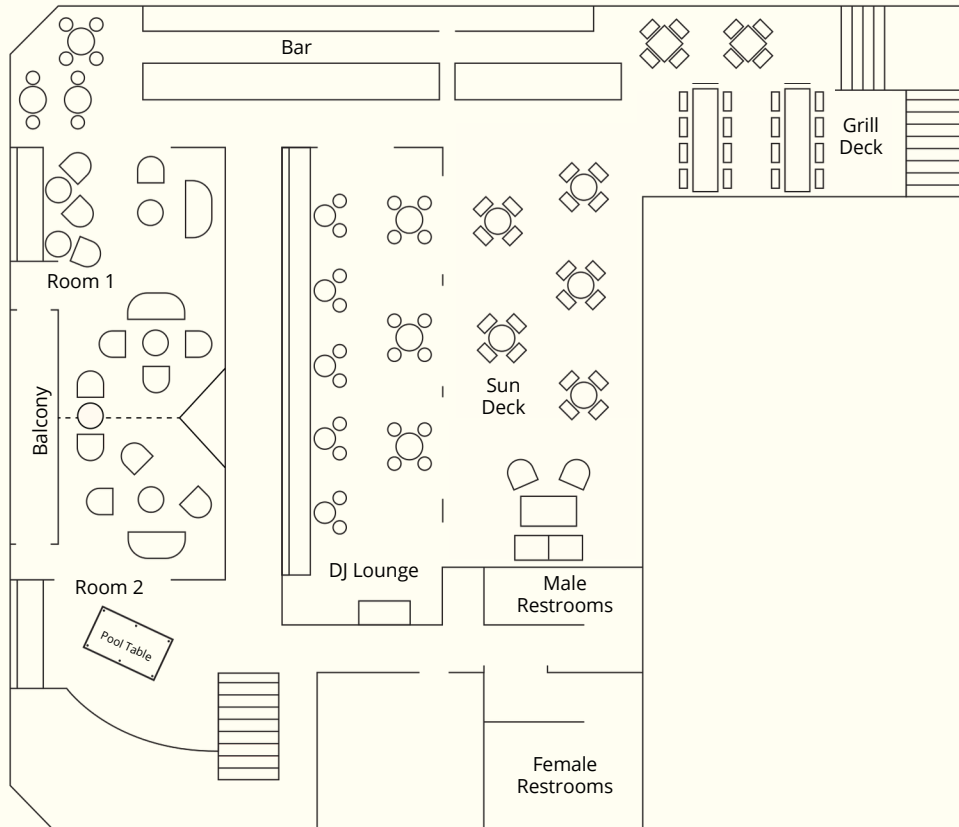 Bar
Grill
Deck
Room 1
Balcony
Sun
Deck
DJ Lounge
Room 2
Male
Restrooms
Pool Table
Female
Restrooms